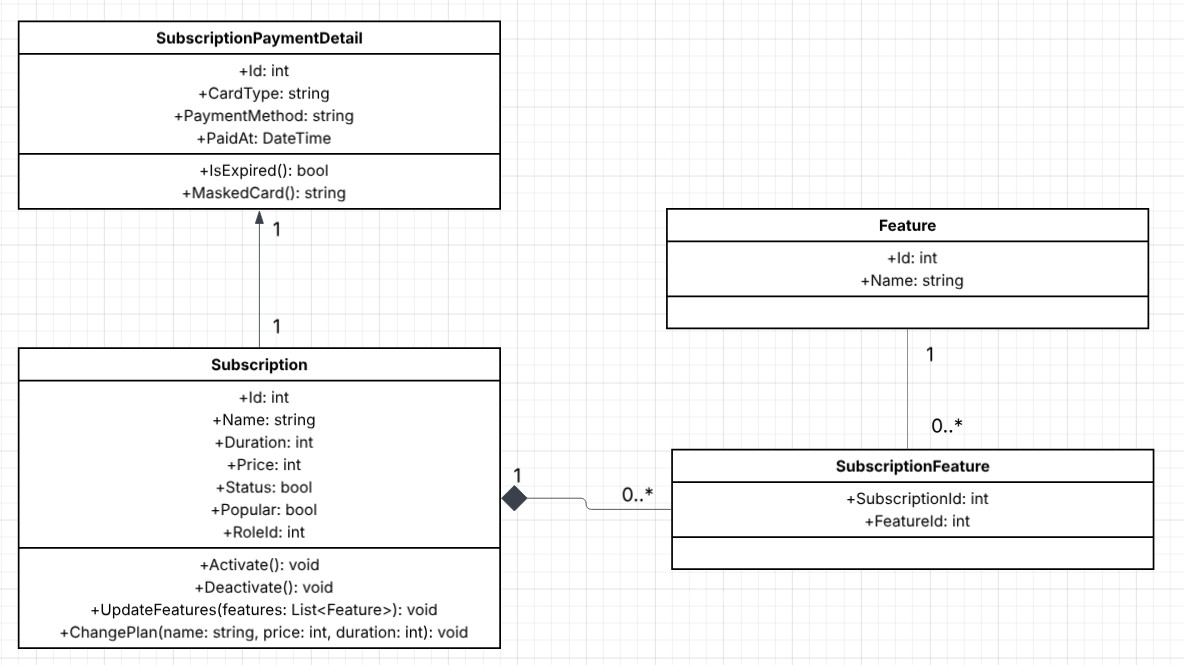 SubscriptionPaymentDetail
+Id: int
+CardType: string
+PaymentMethod: string
+PaidAt: DateTime
+IsExpired(): bool
+MaskedCard(): string
1
1
Subscription
+Id: int
+Name: string
+Duration: int
+Price: int
+Status: bool
+Popular: bool
+RoleId: int
+Activate(): void
+Deactivate(): void
+UpdateFeatures(features: List<Feature>): void
+ChangePlan(name: string, price: int, duration: int): void
1
0..*
Feature
+Id: int
+Name: string
1
0..*
SubscriptionFeature
+SubscriptionId: int
+FeatureId: int